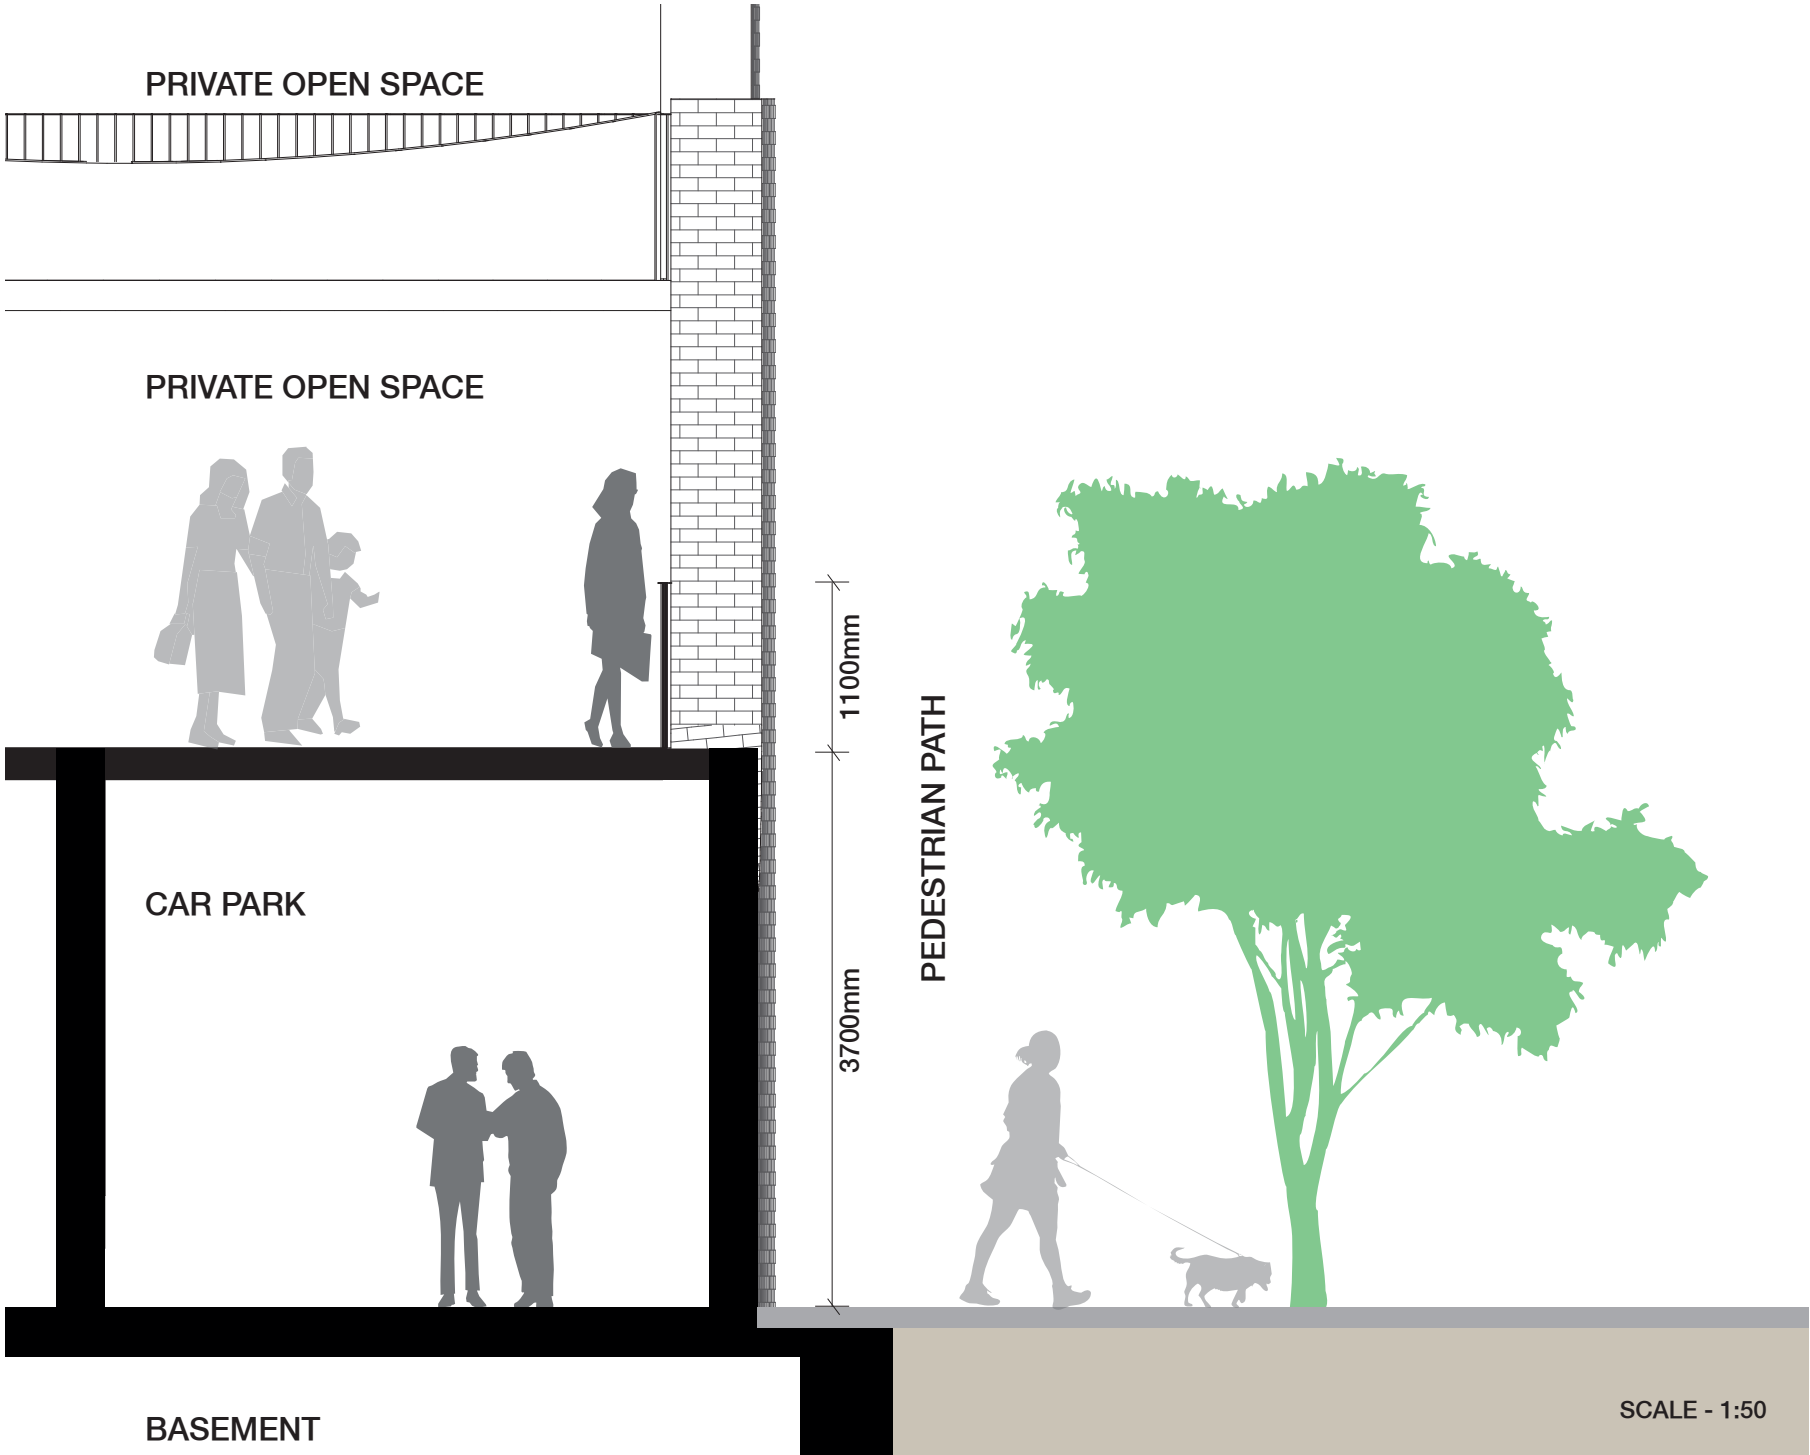 PRIVATE OPEN SPACE
PRIVATE OPEN SPACE
1100mm
PEDESTRIAN PATH
CAR PARK
3700mm
BASEMENT
SCALE - 1:50